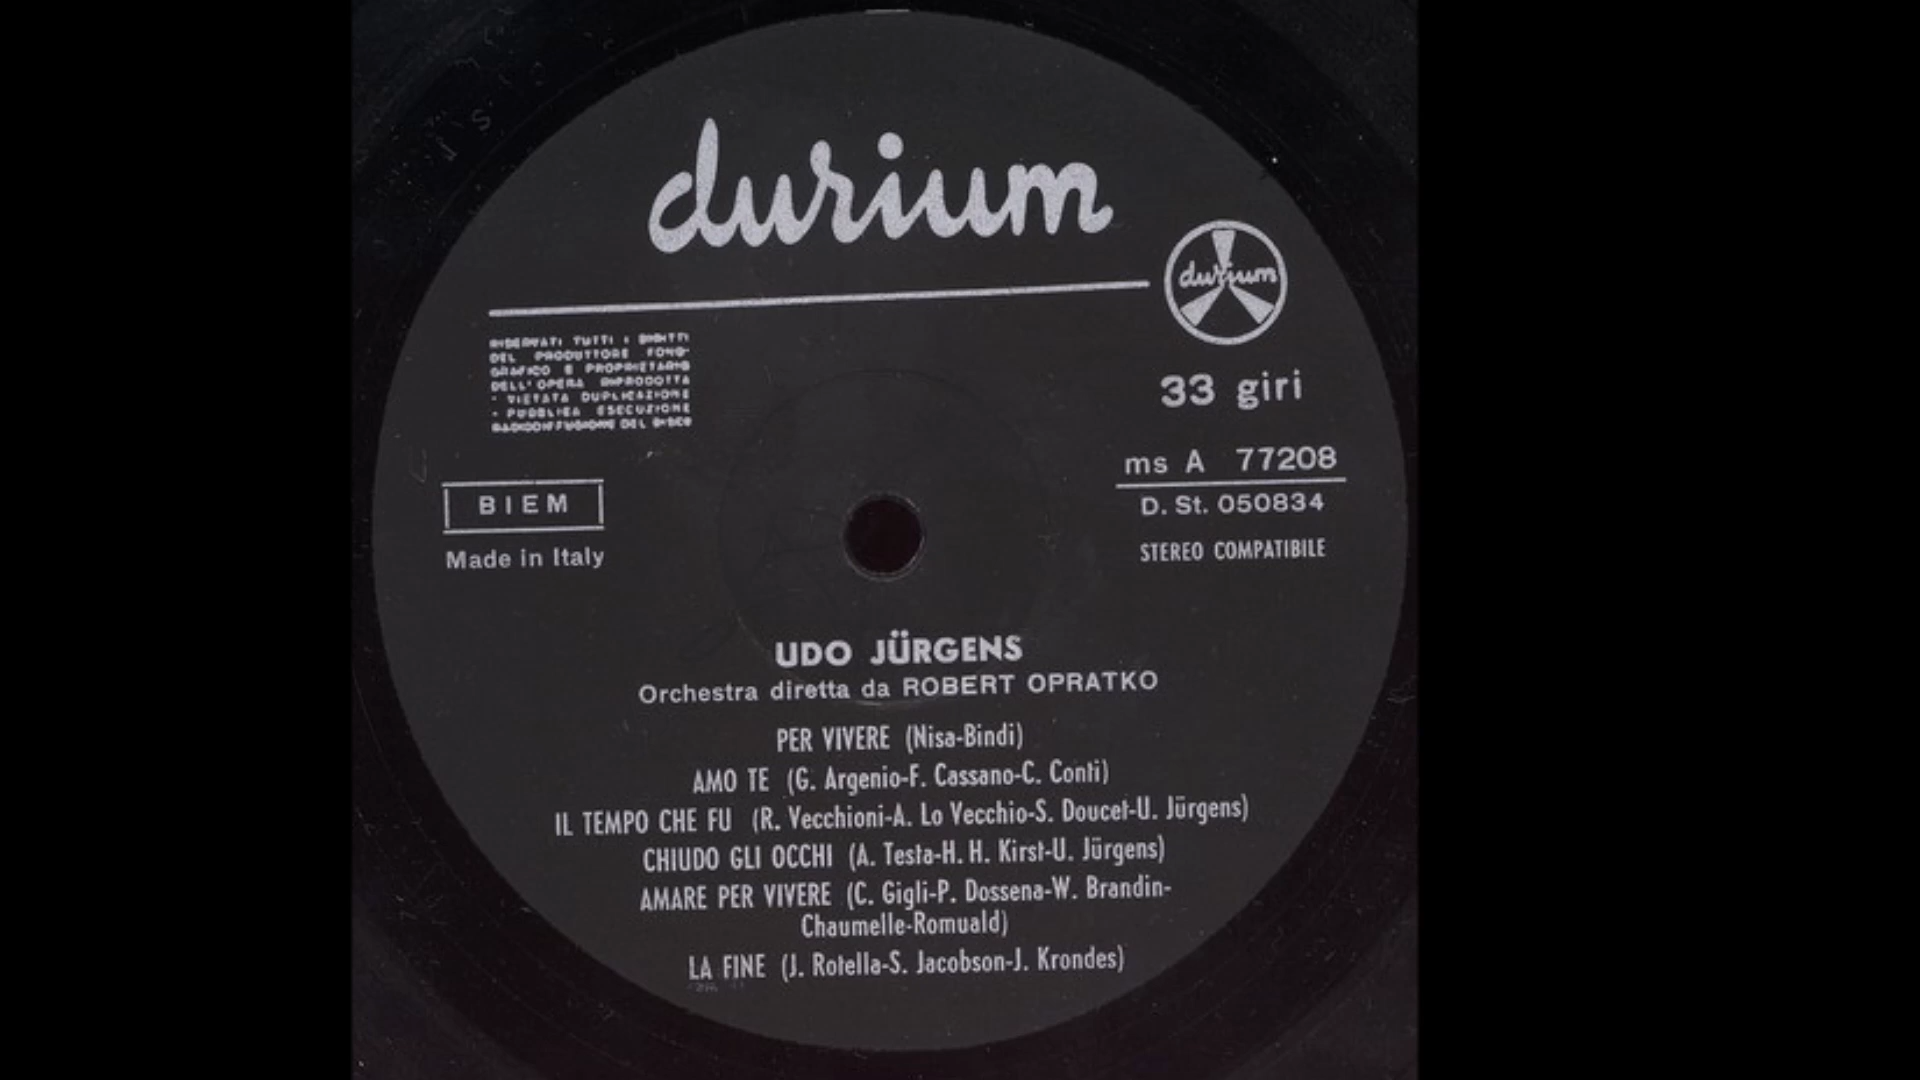 durium
durium
RISERVATI TUTTI I DIRITTI
DEL PRODUTTORE FONO-
GRAFICO E PROPRIETARIO
DELL'OPERA RIPRODOTTA
- VIETATA DUPLICAZIONE
- PUBBLICA ESECUZIONE
RADIODIFFUSIONE DEL DISCO
33 giri
ms A 77208
D. St. 050834
STEREO COMPATIBILE
BIEM
Made in Italy
UDO JÜRGENS
Orchestra diretta da ROBERT OPRATKO
PER VIVERE (Nisa-Bindi)
AMO TE (G. Argenio-F. Cassano-C. Conti)
IL TEMPO CHE FU (R. Vecchioni-A. Lo Vecchio-S. Doucet-U. Jürgens)
CHIUDO GLI OCCHI (A. Testa-H. H. Kirst-U. Jürgens)
AMARE PER VIVERE (C. Gigli-P. Dossena-W. Brandin-
Chaumelle-Romuald)
LA FINE (J. Rotella-S. Jacobson-J. Krondes)